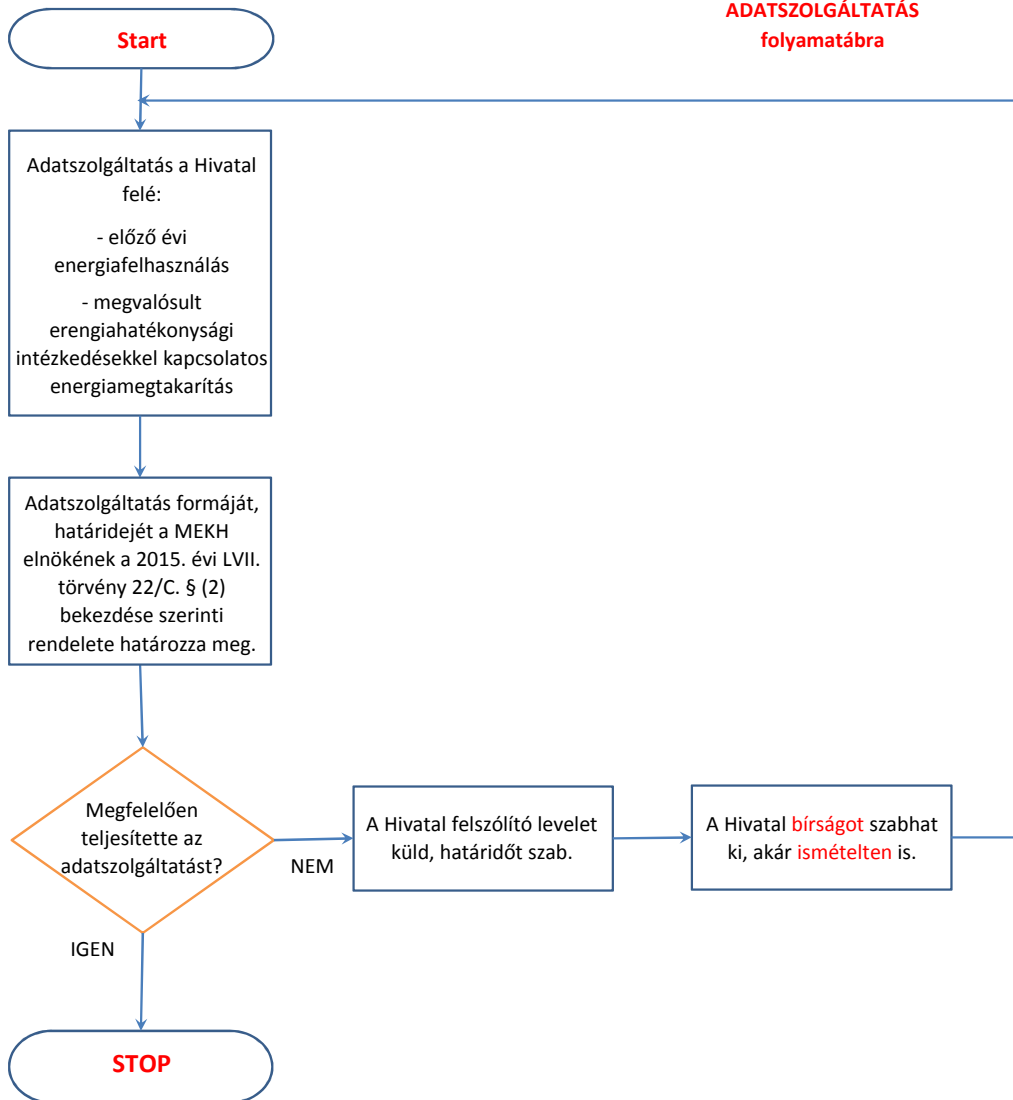 ADATSZOLGÁLTATÁS
folyamatábra
Start
Adatszolgáltatás a Hivatal
felé:
- előző évi
energiafelhasználás
- megvalósult
erengiahatékonysági
intézkedésekkel kapcsolatos
energiamegtakarítás
Adatszolgáltatás formáját,
határidejét a MEKH
elnökének a 2015. évi LVII.
törvény 22/C. § (2)
bekezdése szerinti
rendelete határozza meg.
Megfelelően
teljesítette az
adatszolgáltatást?
NEM
A Hivatal felszólító levelet
küld, határidőt szab.
A Hivatal bírságot szabhat
ki, akár ismételten is.
IGEN
STOP